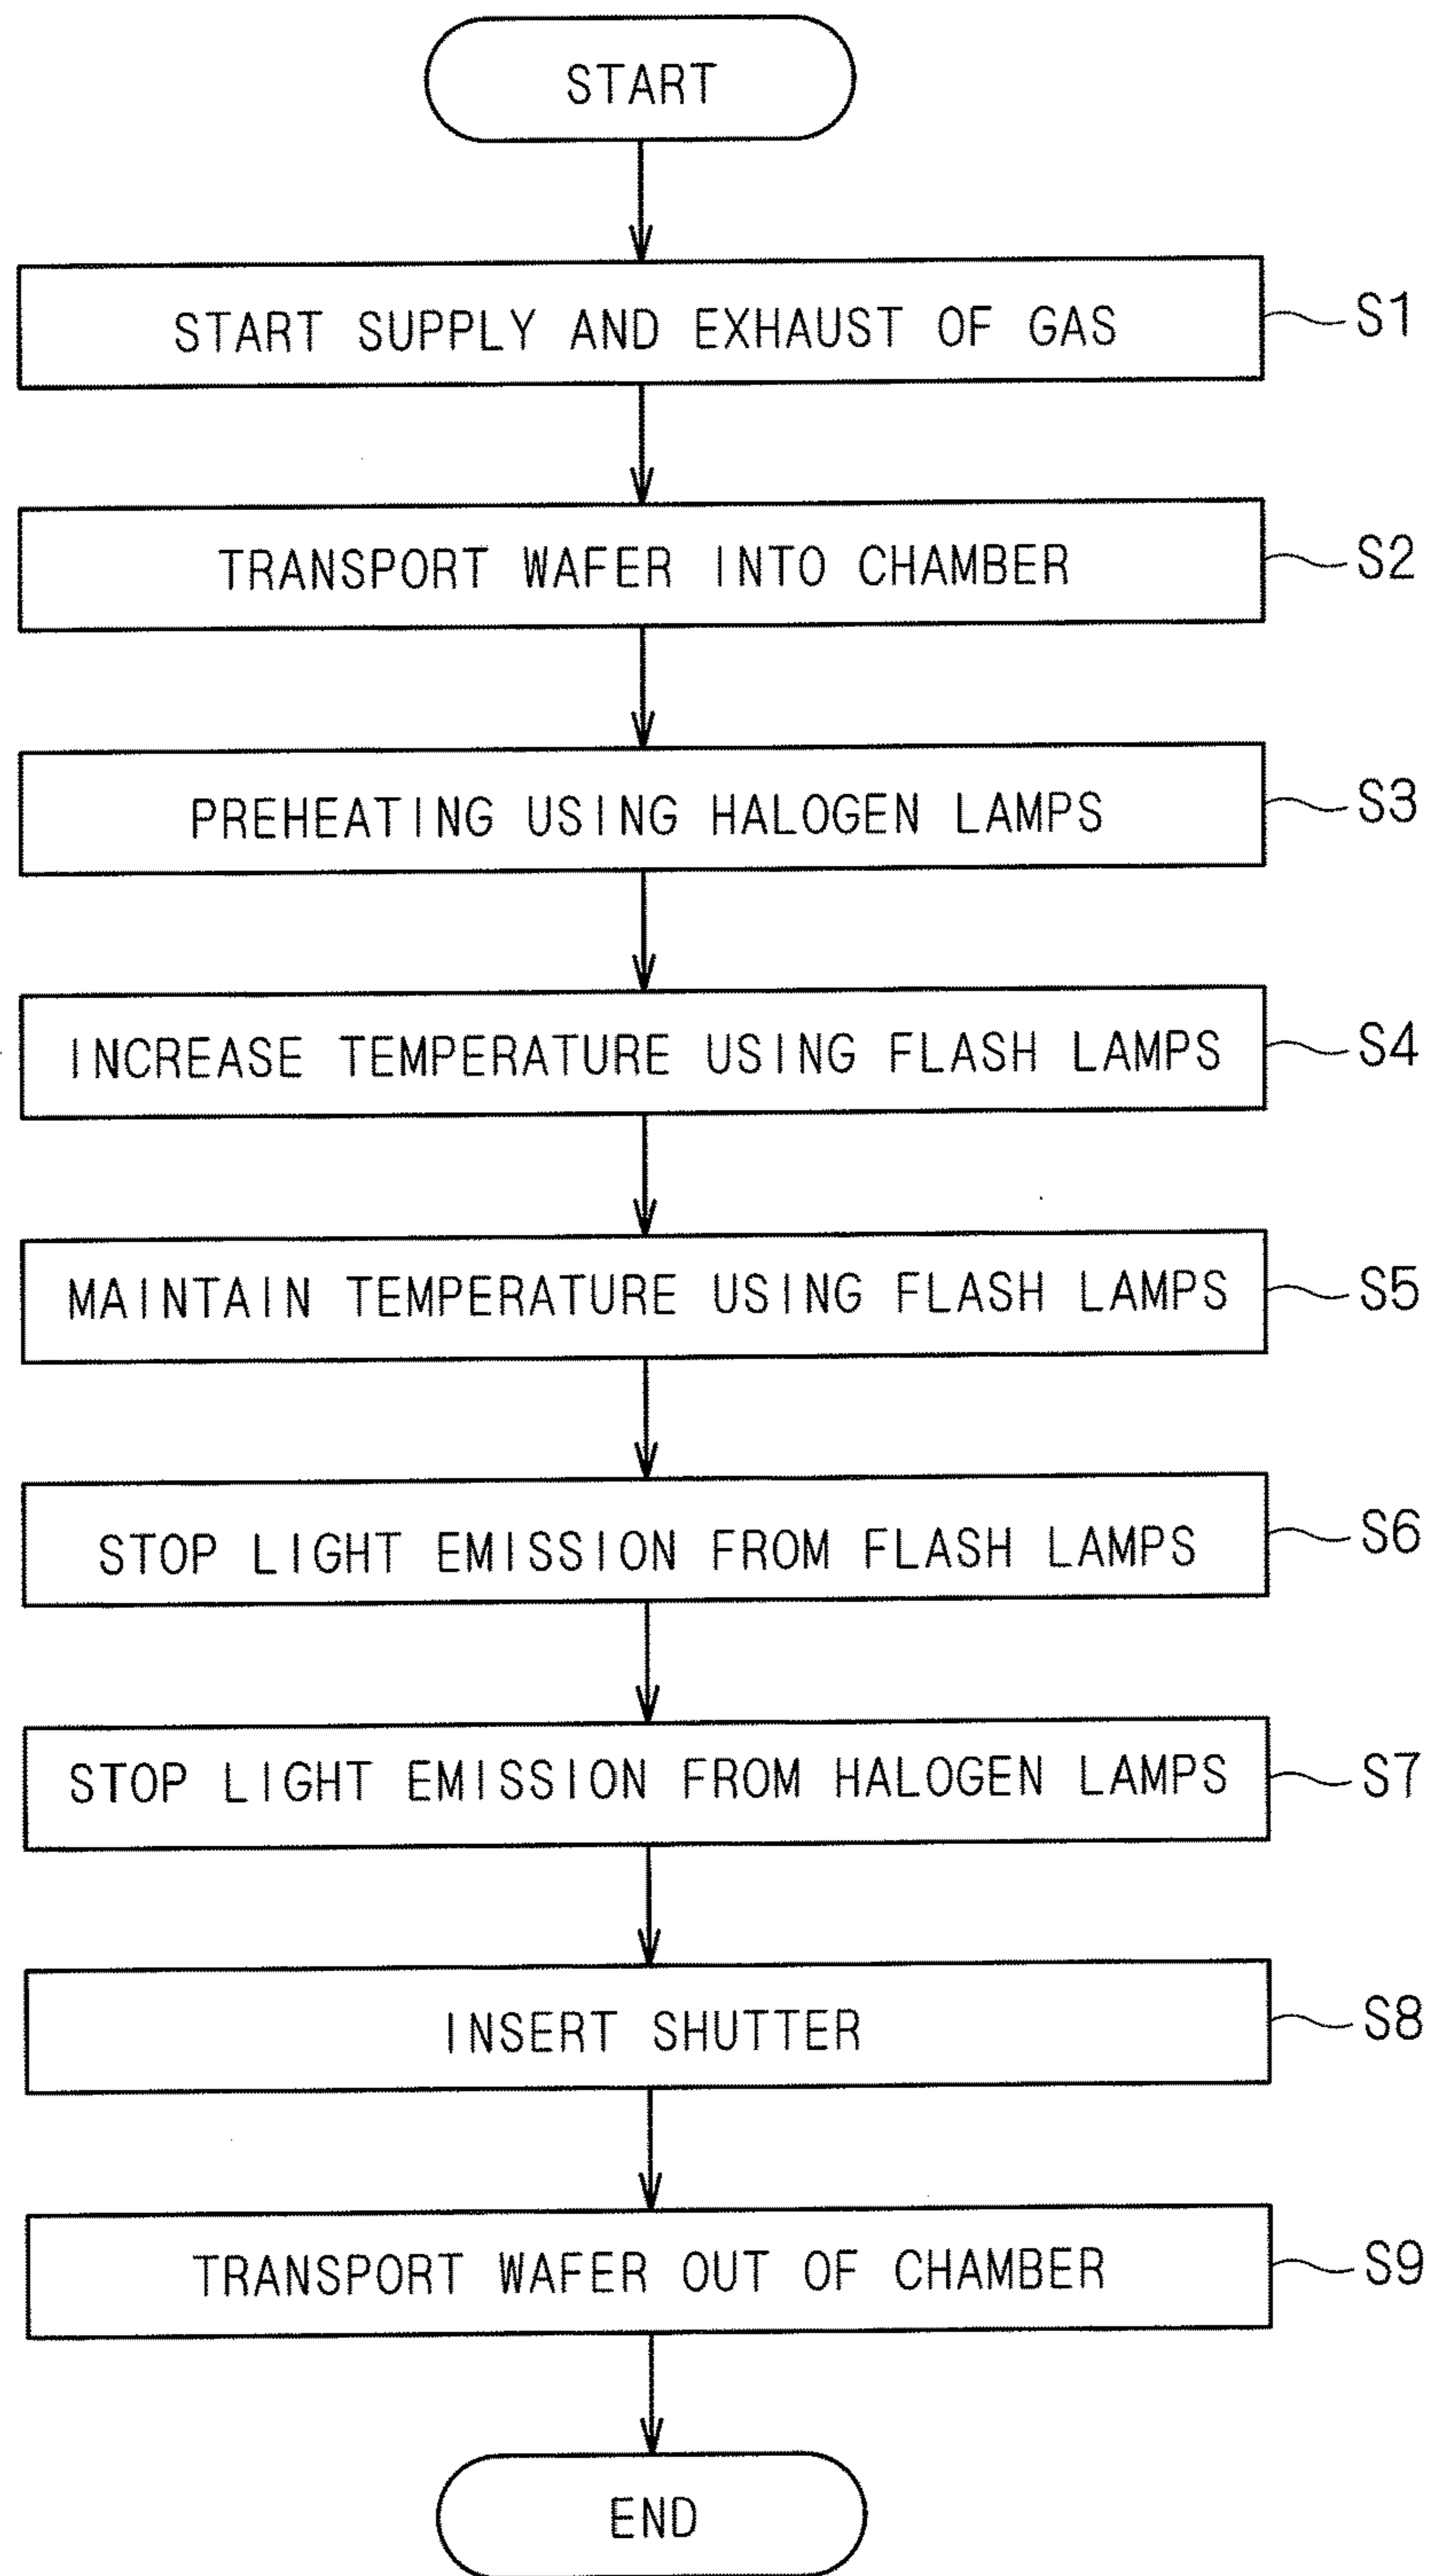 START
START SUPPLY AND EXHAUST OF GAS
S1
TRANSPORT WAFER INTO CHAMBER
S2
PREHEATING USING HALOGEN LAMPS
S3
INCREASE TEMPERATURE USING FLASH LAMPS
S4
MAINTAIN TEMPERATURE USING FLASH LAMPS
S5
STOP LIGHT EMISSION FROM FLASH LAMPS
S6
STOP LIGHT EMISSION FROM HALOGEN LAMPS
S7
INSERT SHUTTER
S8
TRANSPORT WAFER OUT OF CHAMBER
S9
END